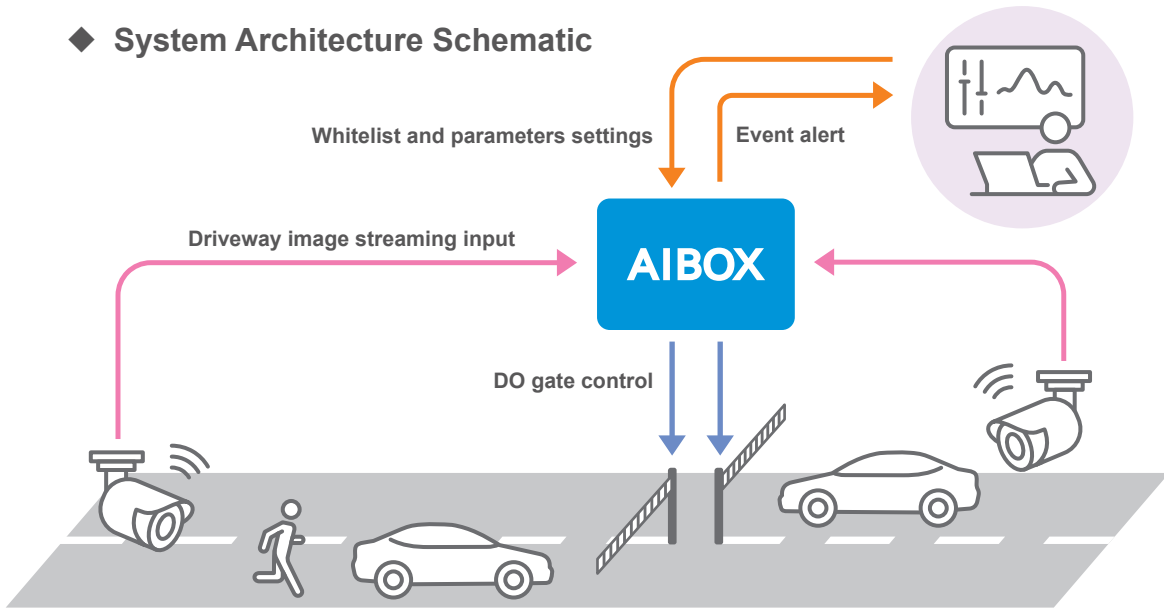 ◆ System Architecture Schematic
Whitelist and parameters settings
Event alert
Driveway image streaming input
AIBOX
DO gate control